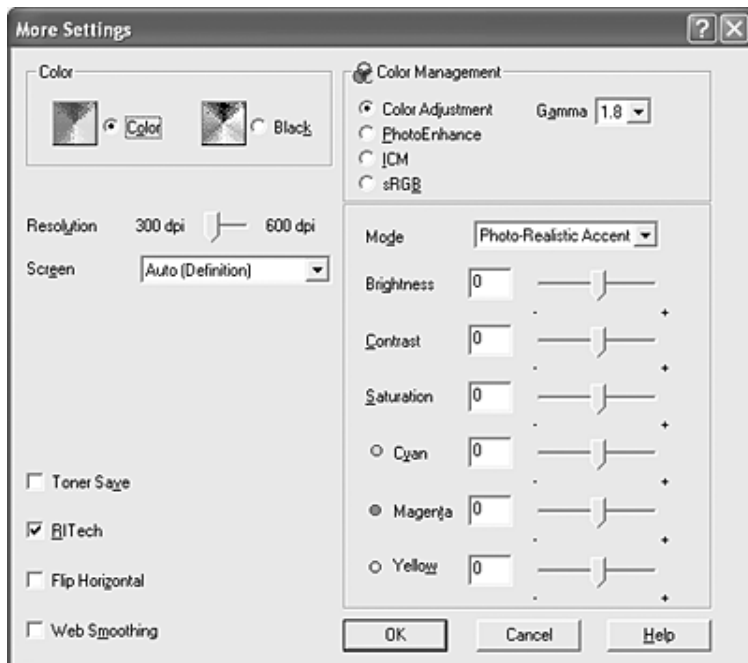 More Settings
Color
Color
Black
Resolution 300 dpi 600 dpi
Screen Auto (Definition)
Toner Save
RITech
Flip Horizontal
Web Smoothing
Color Management
Color Adjustment Gamma 1.8
PhotoEnhance
ICM
sRGB
Mode Photo-Realistic Accent
Brightness 0
- +
Contrast 0
- +
Saturation 0
- +
Cyan 0
- +
Magenta 0
- +
Yellow 0
- +
OK Cancel Help